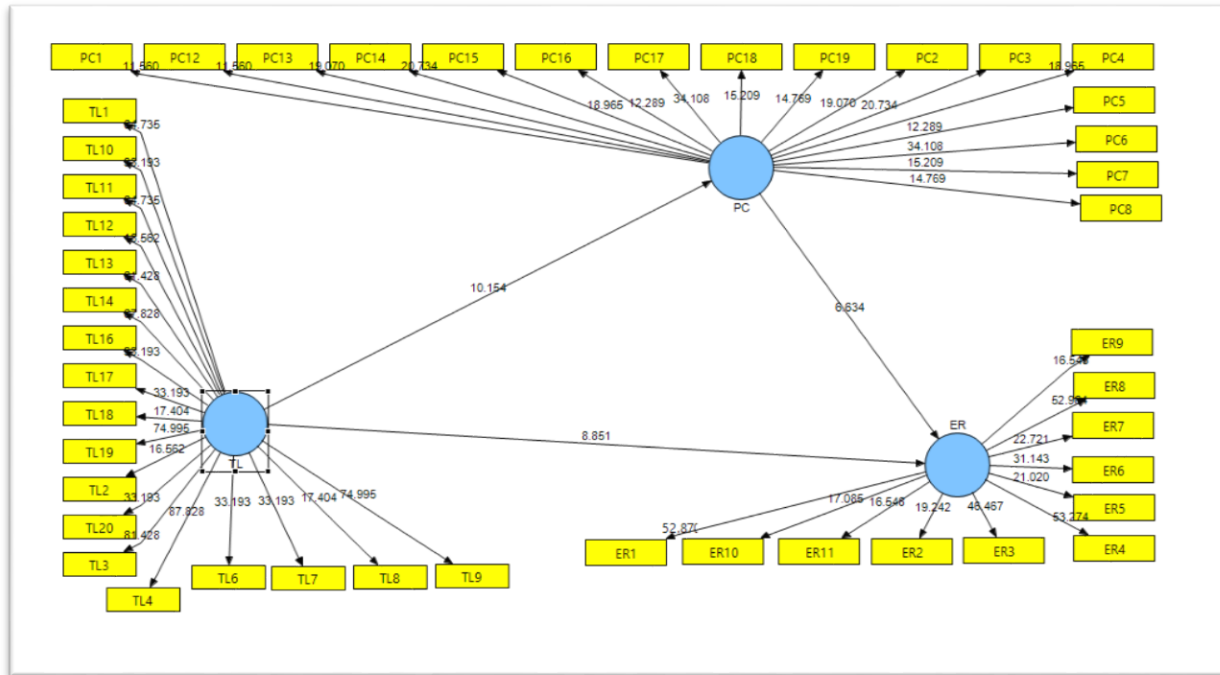 PC1 PC12 PC13 PC14 PC15 PC16 PC17 PC18 PC19 PC2 PC3 PC4
11.560 11.560 19.070 20.734 18.965
18.965 12.289 34.108 15.209 14.769 19.070 20.734
PC5
12.289
PC6
34.108
15.209
PC7
14.769
PC8
PC
TL1
TL10
TL11
TL12
TL13
TL14
TL16
TL17
33.193
TL18
17.404
74.995
TL19
16.562
TL
TL2
33.193
TL20
87.828
81.428
TL3
TL4
33.193 33.193 17.404 74.995
TL6 TL7 TL8 TL9
10.154
6.634
8.851
ER
ER9
ER8
ER7
22.721
31.143
ER6
21.020
ER5
53.274
ER4
17.085 16.546 19.242 46.467
ER1 ER10 ER11 ER2 ER3